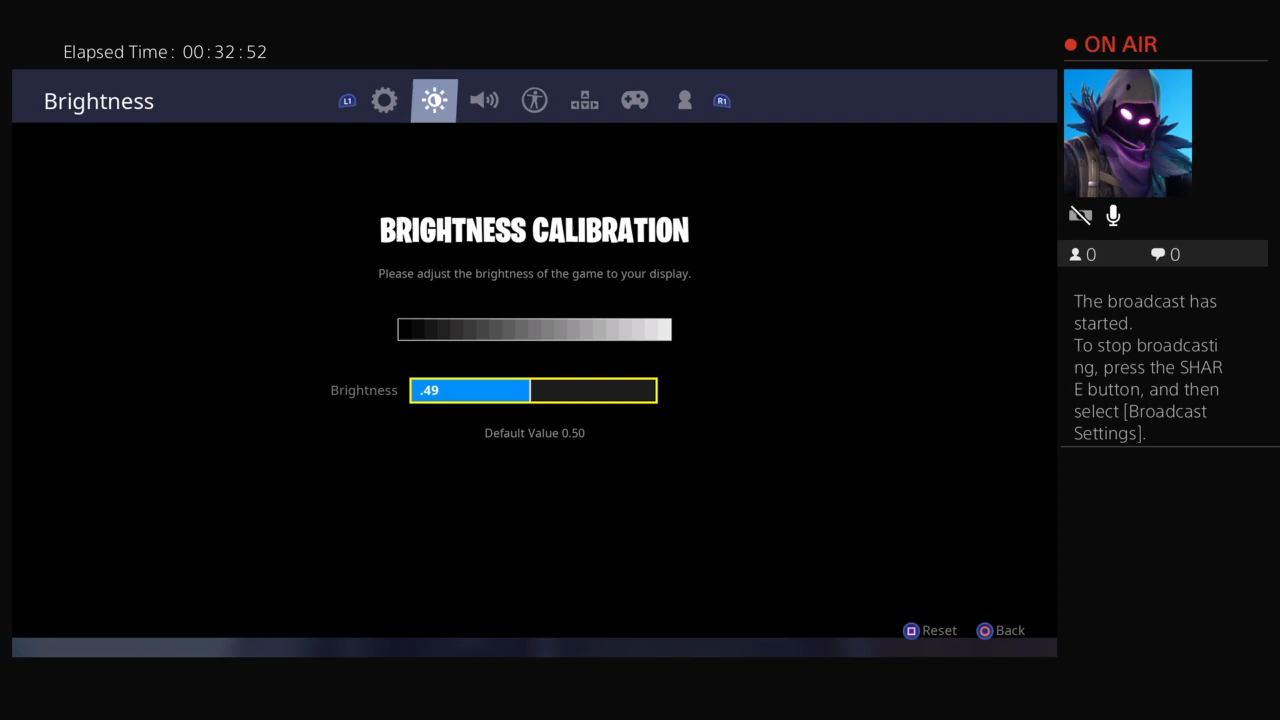 Elapsed Time: 00:32:52
ON AIR
Brightness
L1
R1
BRIGHTNESS CALIBRATION
Please adjust the brightness of the game to your display.
Brightness
.49
Default Value 0.50
Reset
Back
0
0
The broadcast has
started.
To stop broadcasti
ng, press the SHAR
E button, and then
select [Broadcast
Settings].